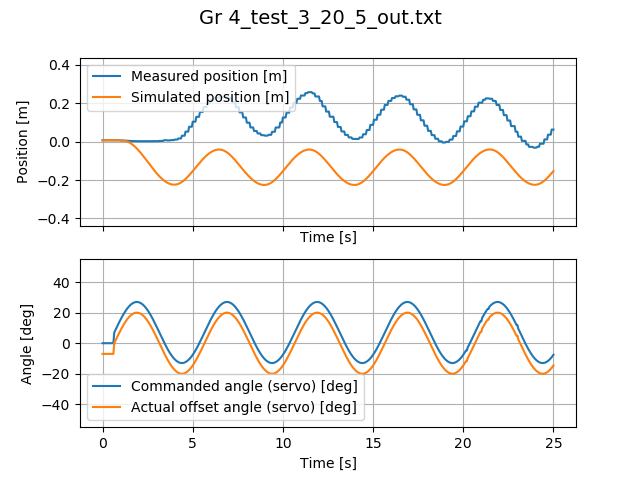 Gr 4_test_3_20_5_out.txt
0.4
0.2
0.0
−0.2
−0.4
Position [m]
Measured position [m]
Simulated position [m]
Time [s]
40
20
0
−20
−40
Angle [deg]
Commanded angle (servo) [deg]
Actual offset angle (servo) [deg]
0 5 10 15 20 25
Time [s]